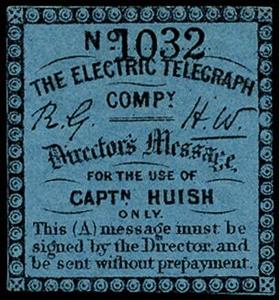 No 1032
THE ELECTRIC TELEGRAPH
COMPY
R.G. H.W.
Director's Message
FOR THE USE OF
CAPTN HUISH
ONLY.
This (A) message must be
signed by the Director, and
be sent without prepayment.